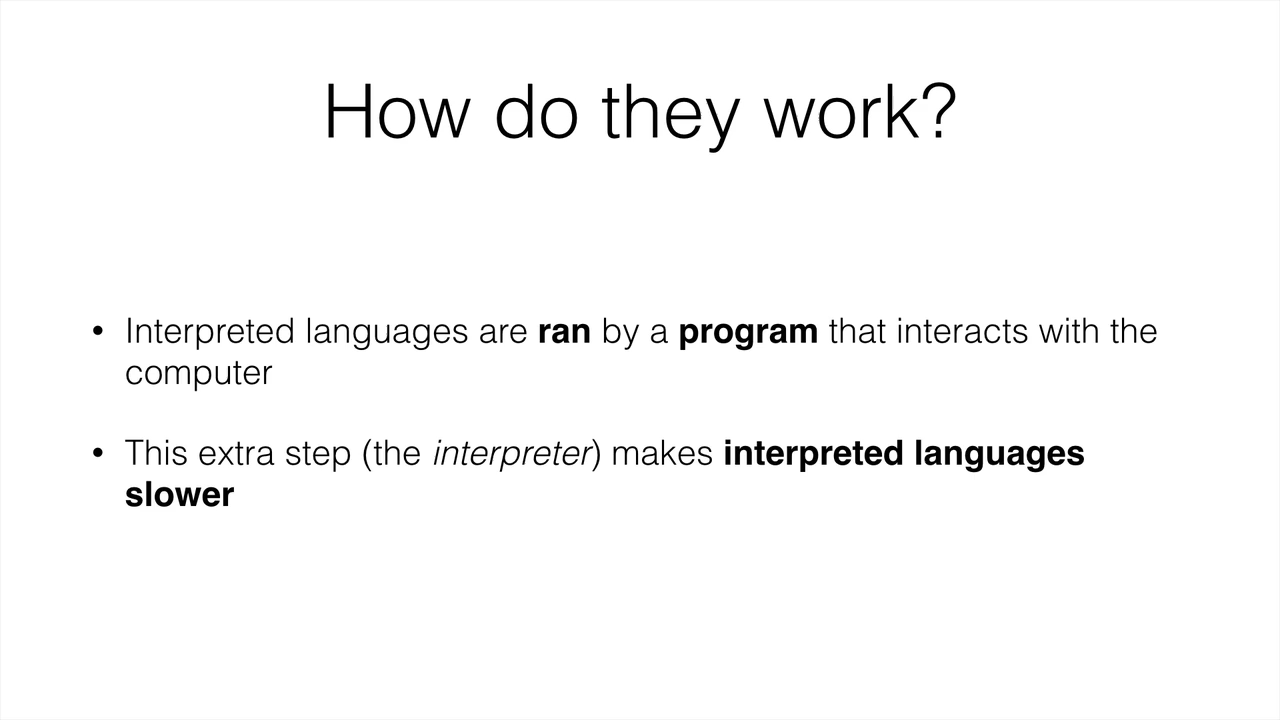 How do they work?
• Interpreted languages are ran by a program that interacts with the
computer
• This extra step (the interpreter) makes interpreted languages
slower